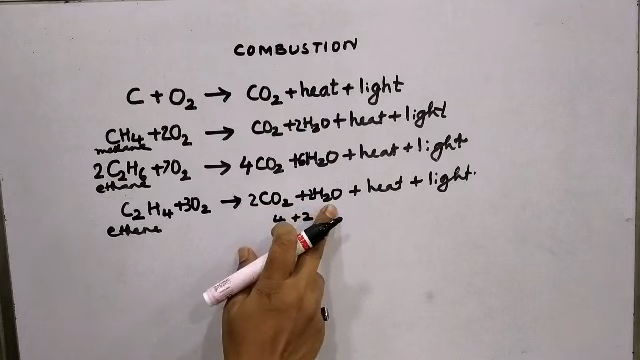 COMBUSTION
C + O₂ → CO₂ + heat + light
CH₄ + 2O₂ → CO₂ + 2H₂O + heat + light
methane
2C₂H₆ + 7O₂ → 4CO₂ + 6H₂O + heat + light
ethane
C₂H₄ + 3O₂ → 2CO₂ + 2H₂O + heat + light.
ethene
4 + 2